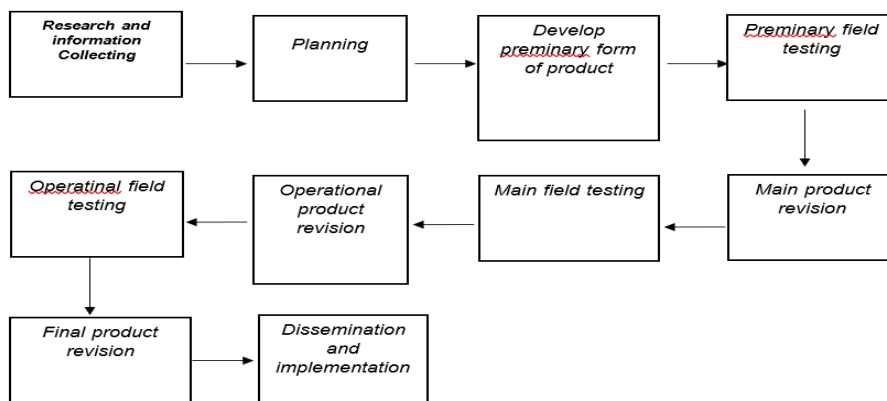 Research and
information
Collecting
Planning
Develop
preminary form
of product
Preminary field
testing
Main product
revision
Main field testing
Operational
product
revision
Operatinal field
testing
Final product
revision
Dissemination
and
implementation